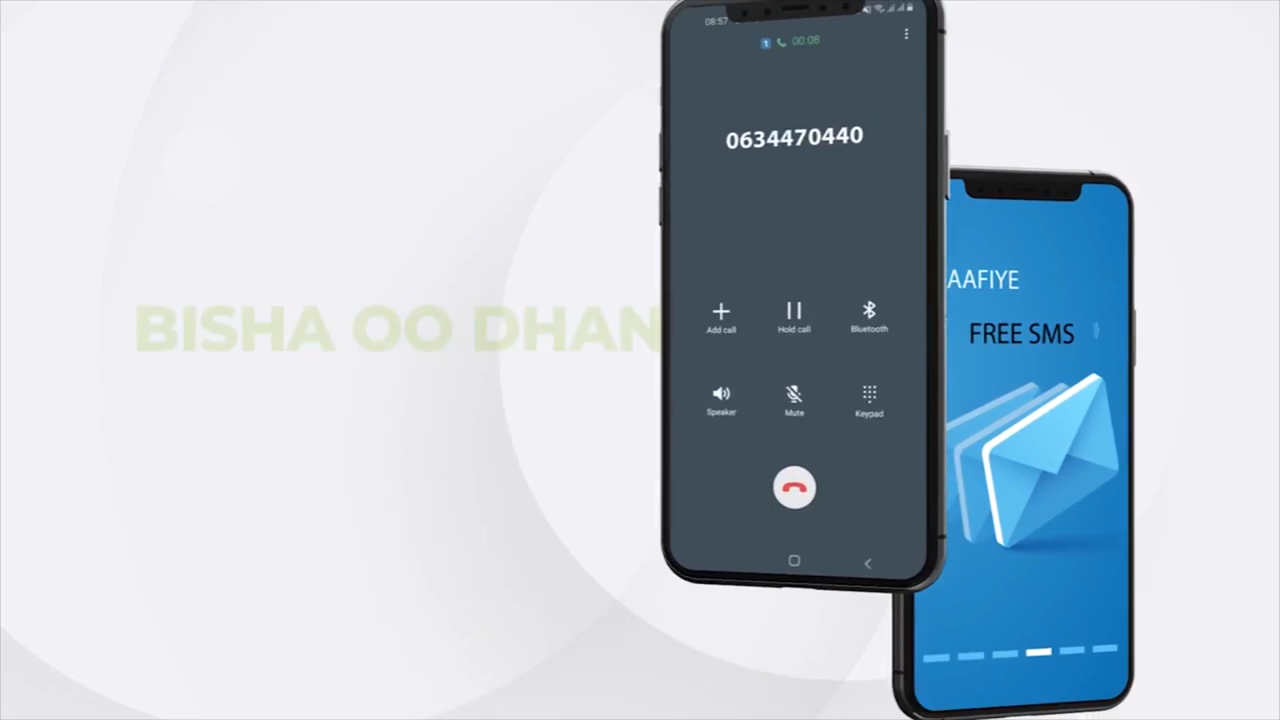 08:57
1 00:08
0634470440
Add call
Hold call
Bluetooth
Speaker
Mute
Keypad
BISHA OO DHAN
AAFIYE
FREE SMS